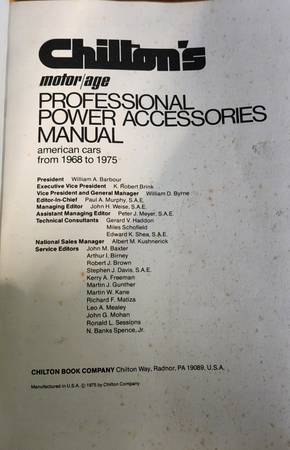 Chilton's
motor/age
PROFESSIONAL
POWER ACCESSORIES
MANUAL
american cars
from 1968 to 1975
President William A. Barbour
Executive Vice President K. Robert Brink
Vice President and General Manager William D. Byrne
Editor-In-Chief Paul A. Murphy, S.A.E.
Managing Editor John H. Weise, S.A.E.
Assistant Managing Editor Peter J. Meyer, S.A.E.
Technical Consultants Gerard V. Haddon
Miles Schofield
Edward K. Shea, S.A.E.
National Sales Manager Albert M. Kushnerick
Service Editors John M. Baxter
Arthur I. Birney
Robert J. Brown
Stephen J. Davis, S.A.E.
Kerry A. Freeman
Martin J. Gunther
Martin W. Kane
Richard F. Matiza
Leo A. Mealey
John G. Mohan
Ronald L. Sessions
N. Banks Spence, Jr.
CHILTON BOOK COMPANY Chilton Way, Radnor, PA 19089, U.S.A.
Manufactured in U.S.A. © 1975 by Chilton Company